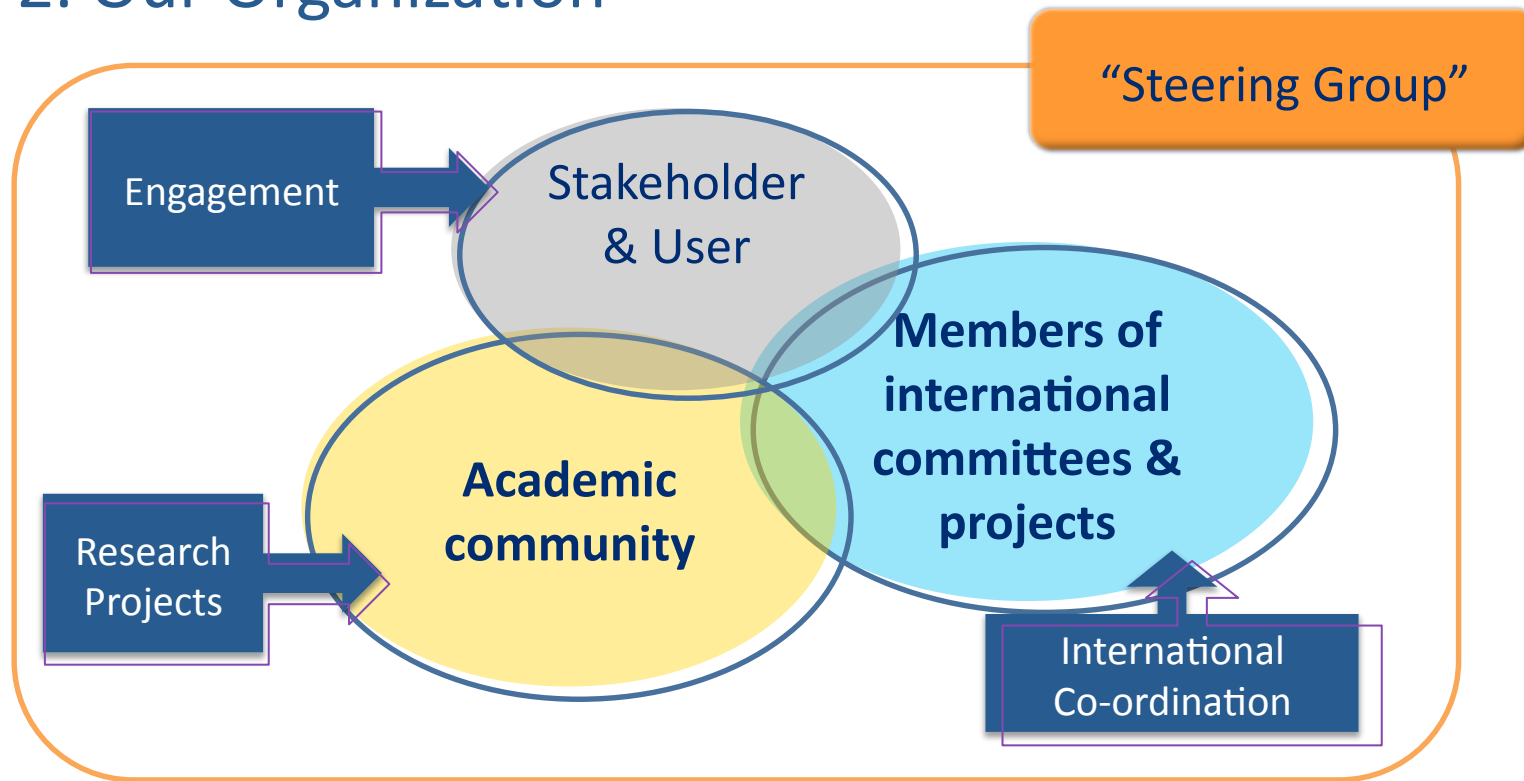 2. Our Organization
“Steering Group”
Engagement
Stakeholder
& User
Members of
international
committees &
projects
Academic
community
Research
Projects
International
Co-ordination